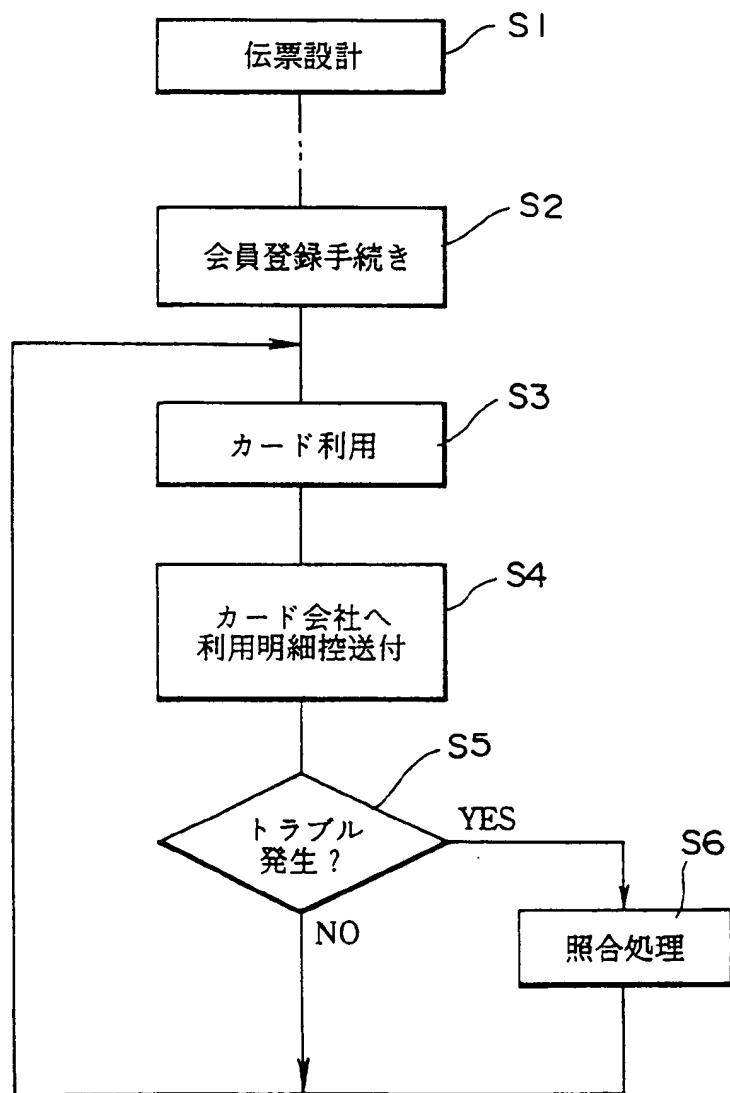 伝票設計
S1
会員登録手続き
S2
カード利用
S3
カード会社へ
利用明細控送付
S4
トラブル
発生？
S5
YES
NO
照合処理
S6